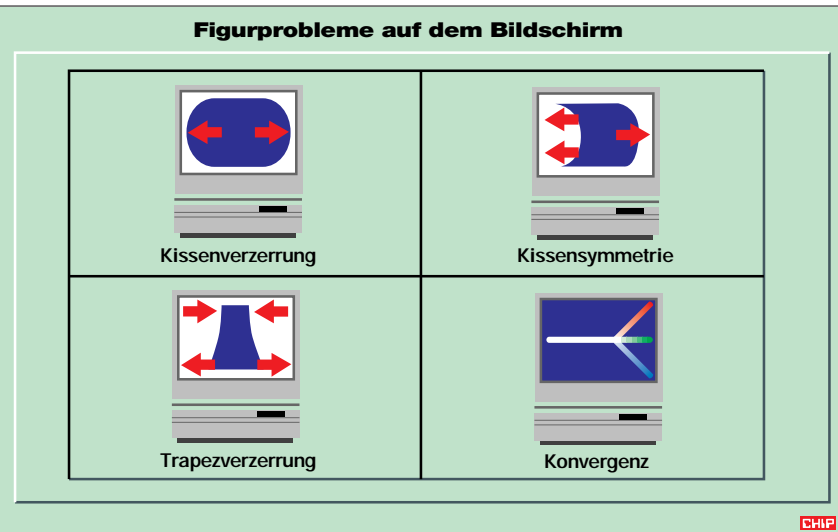 Figurprobleme auf dem Bildschirm
Kissenverzerrung
Kissensymmetrie
Trapezverzerrung
Konvergenz
CHIP